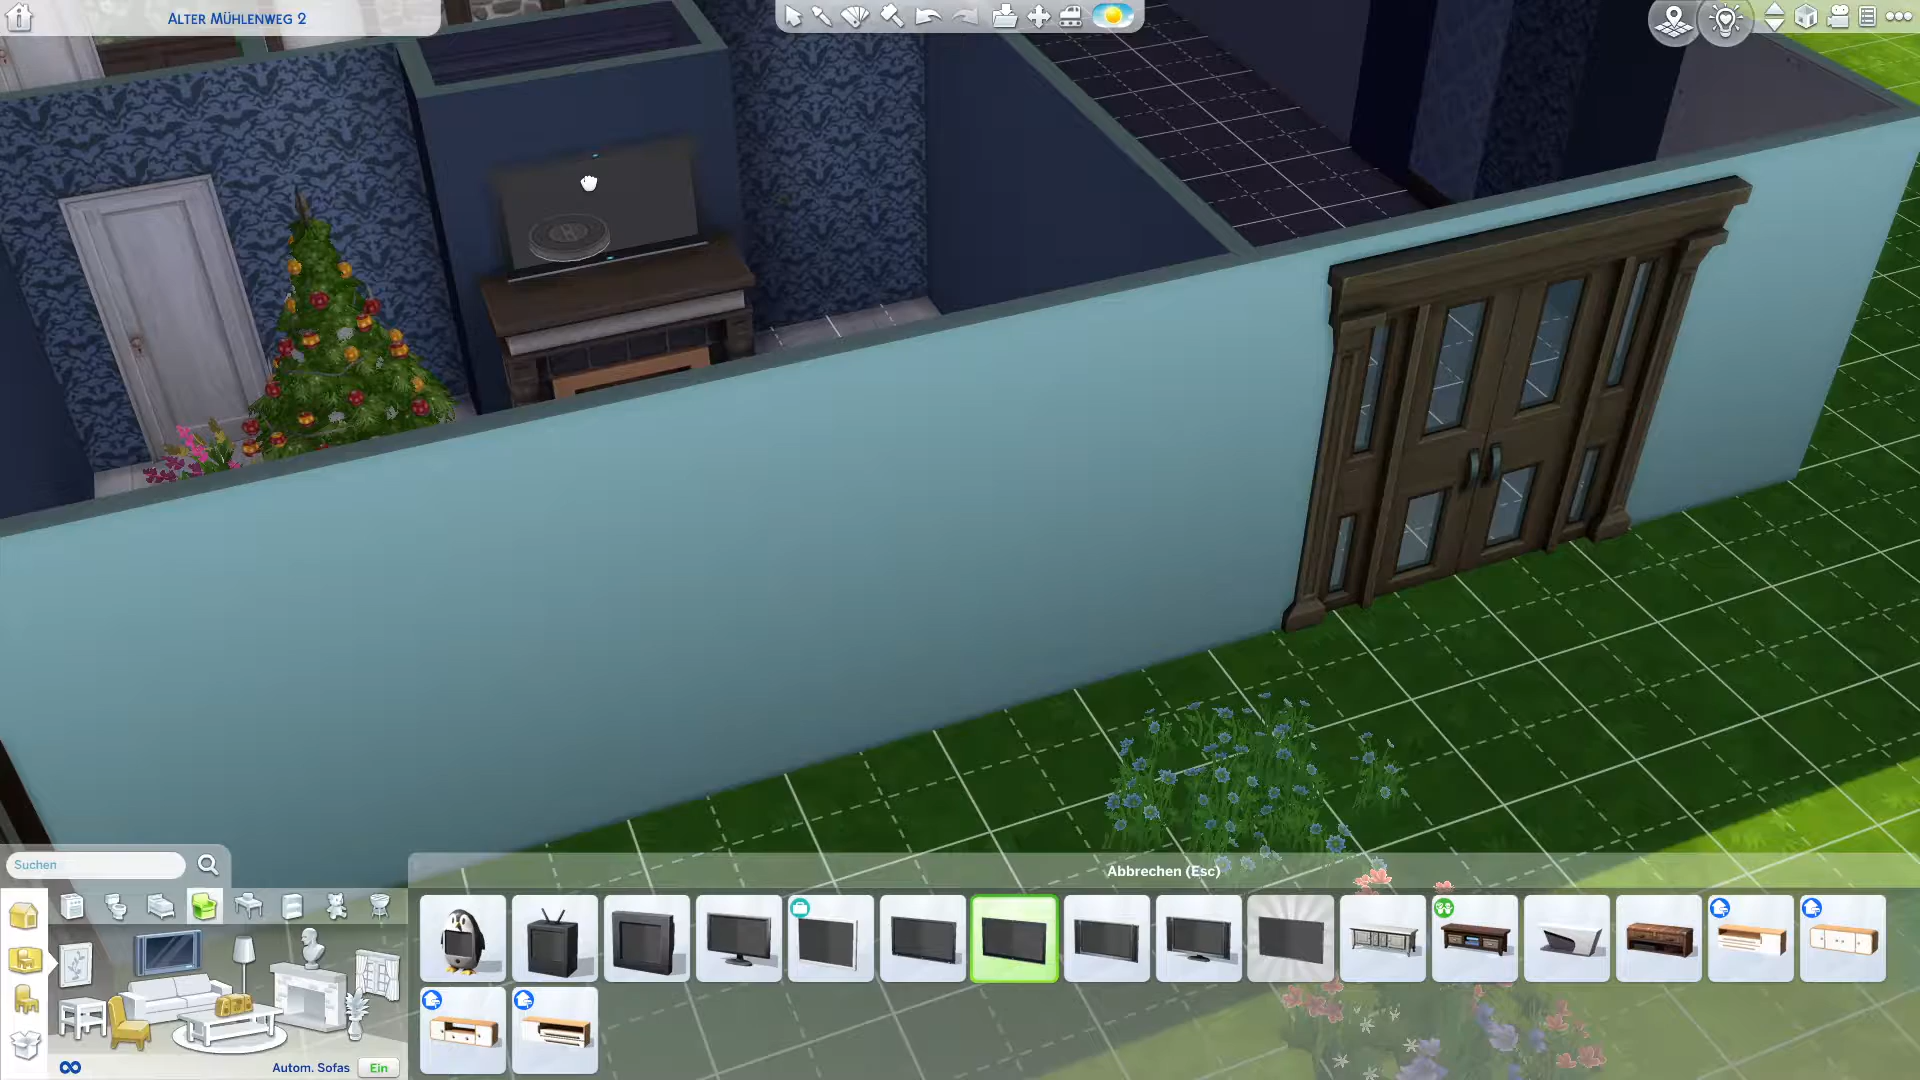 Alter Mühlenweg 2
Abbrechen (Esc)
Suchen
Autom. Sofas Ein